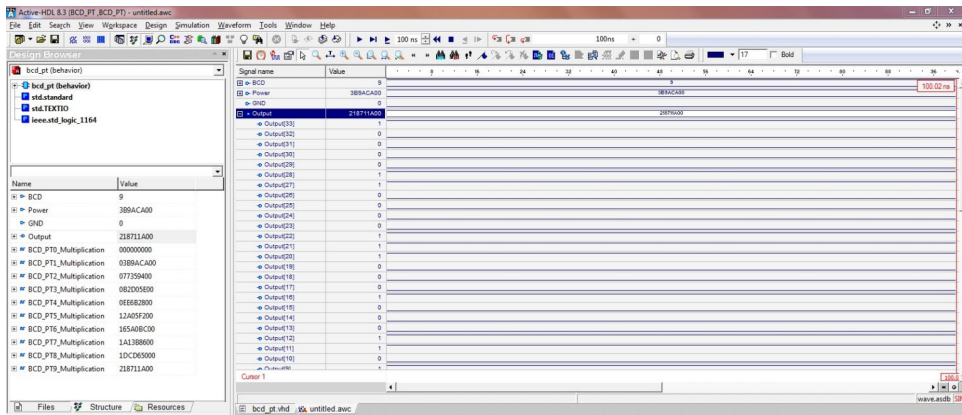 Active-HDL 8.3 (BCD_PT ,BCD_PT) - untitled.awc
File Edit Search View Workspace Design Simulation Waveform Tools Window Help
100 ns 100ns 0
Design Browser
bcd_pt (behavior)
bcd_pt (behavior)
std.standard
std.TEXTIO
ieee.std_logic_1164
Name Value
BCD 9
Power 3B9ACA00
GND 0
Output 218711A00
BCD_PT0_Multiplication 000000000
BCD_PT1_Multiplication 03B9ACA00
BCD_PT2_Multiplication 077359400
BCD_PT3_Multiplication 0B2D05E00
BCD_PT4_Multiplication 0EE6B2800
BCD_PT5_Multiplication 12A05F200
BCD_PT6_Multiplication 165A0BC00
BCD_PT7_Multiplication 1A13B8600
BCD_PT8_Multiplication 1DCD65000
BCD_PT9_Multiplication 218711A00
Files Structure Resources
17 Bold
Signal name Value 8 16 24 32 40 48 56 64 72 80 88 96
BCD 9 9
100.02 ns
Power 3B9ACA00 3B9ACA00
GND 0
Output 218711A00 218711A00
Output[33] 1
Output[32] 0
Output[31] 0
Output[30] 0
Output[29] 0
Output[28] 1
Output[27] 1
Output[26] 0
Output[25] 0
Output[24] 0
Output[23] 0
Output[22] 1
Output[21] 1
Output[20] 1
Output[19] 0
Output[18] 0
Output[17] 0
Output[16] 1
Output[15] 0
Output[14] 0
Output[13] 0
Output[12] 1
Output[11] 1
Output[10] 0
Cursor 1
wave.asdb
bcd_pt.vhd untitled.awc